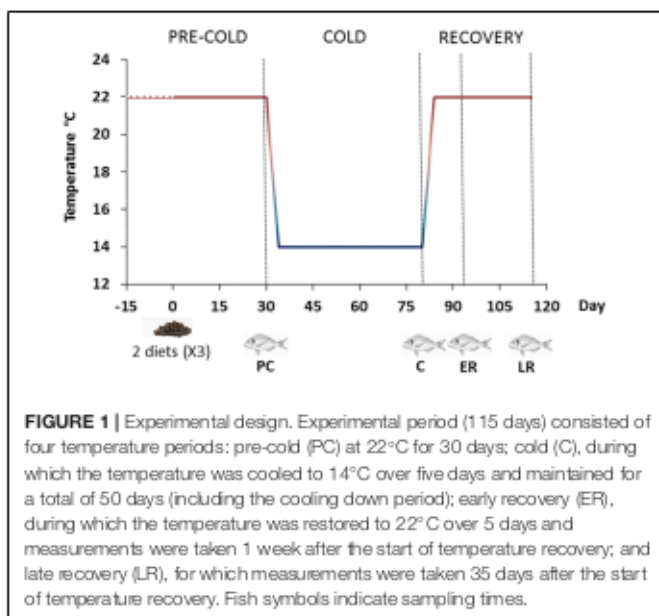 PRE-COLD COLD RECOVERY
24
22
20
18
16
14
12
Temperature °C
-15 0 15 30 45 60 75 90 105 120 Day
2 diets (X3)
PC C ER LR
FIGURE 1 | Experimental design. Experimental period (115 days) consisted of
four temperature periods: pre-cold (PC) at 22°C for 30 days; cold (C), during
which the temperature was cooled to 14°C over five days and maintained for
a total of 50 days (including the cooling down period); early recovery (ER),
during which the temperature was restored to 22°C over 5 days and
measurements were taken 1 week after the start of temperature recovery; and
late recovery (LR), for which measurements were taken 35 days after the start
of temperature recovery. Fish symbols indicate sampling times.